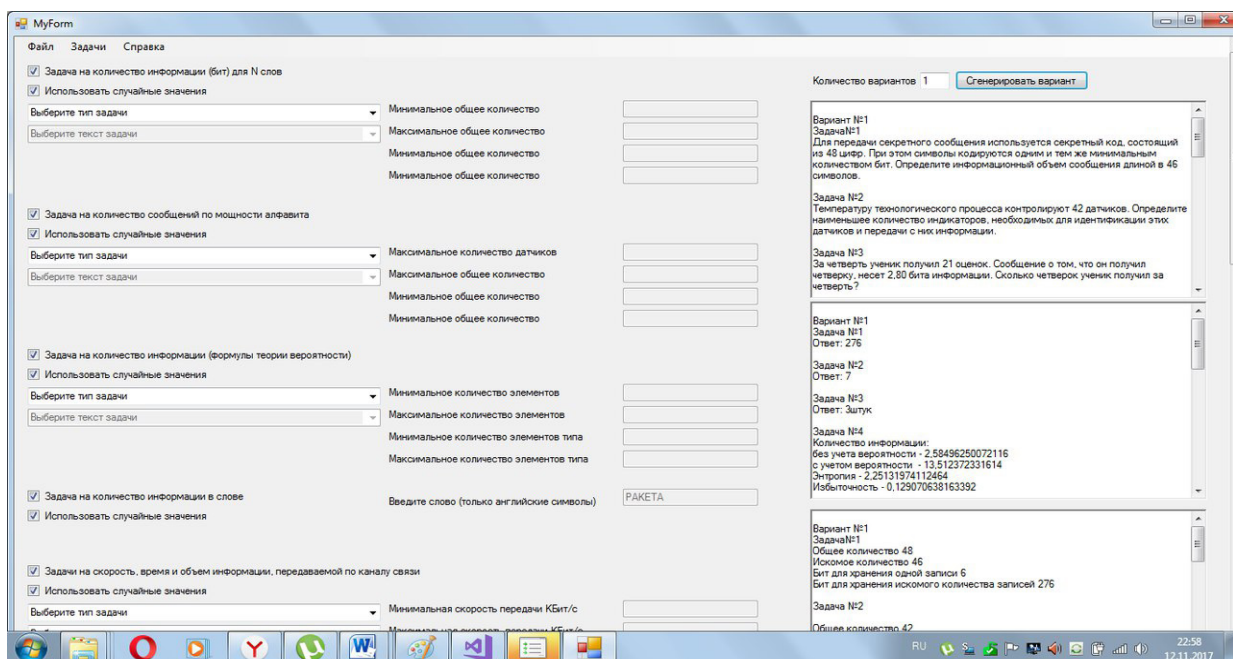 MyForm
Файл Задачи Справка
Задача на количество информации (бит) для N слов
Использовать случайные значения
Выберите тип задачи
Выберите текст задачи
Минимальное общее количество
Максимальное общее количество
Минимальное общее количество
Минимальное общее количество
Задача на количество сообщений по мощности алфавита
Использовать случайные значения
Выберите тип задачи
Выберите текст задачи
Максимальное количество датчиков
Максимальное общее количество
Минимальное общее количество
Минимальное общее количество
Задача на количество информации (формулы теории вероятности)
Использовать случайные значения
Выберите тип задачи
Выберите текст задачи
Минимальное количество элементов
Максимальное количество элементов
Минимальное количество элементов типа
Максимальное количество элементов типа
Задача на количество информации в слове
Использовать случайные значения
Введите слово (только английские символы) РАКЕТА
Задачи на скорость, время и объем информации, передаваемой по каналу связи
Использовать случайные значения
Выберите тип задачи
Минимальная скорость передачи КБит/с
Количество вариантов 1 Сгенерировать вариант
Вариант №1
Задача№1
Для передачи секретного сообщения используется секретный код, состоящий
из 48 цифр. При этом символы кодируются одним и тем же минимальным
количеством бит. Определите информационный объем сообщения длиной в 46
символов.
Задача №2
Температуру технологического процесса контролируют 42 датчиков. Определите
наименьшее количество индикаторов, необходимых для идентификации этих
датчиков и передачи с них информации.
Задача №3
За четверть ученик получил 21 оценок. Сообщение о том, что он получил
четверку, несет 2,80 бита информации. Сколько четверок ученик получил за
четверть?
Вариант №1
Задача №1
Ответ: 276
Задача №2
Ответ: 7
Задача №3
Ответ: 3штук
Задача №4
Количество информации:
без учета вероятности - 2,58496250072116
с учетом вероятности - 13,512372331614
Энтропия - 2,25131974112464
Избыточность - 0,129070638163392
Вариант №1
Задача№1
Общее количество 48
Искомое количество 46
Бит для хранения одной записи 6
Бит для хранения искомого количества записей 276
Задача №2
Общее количество 42
RU
22:58
12.11.2017